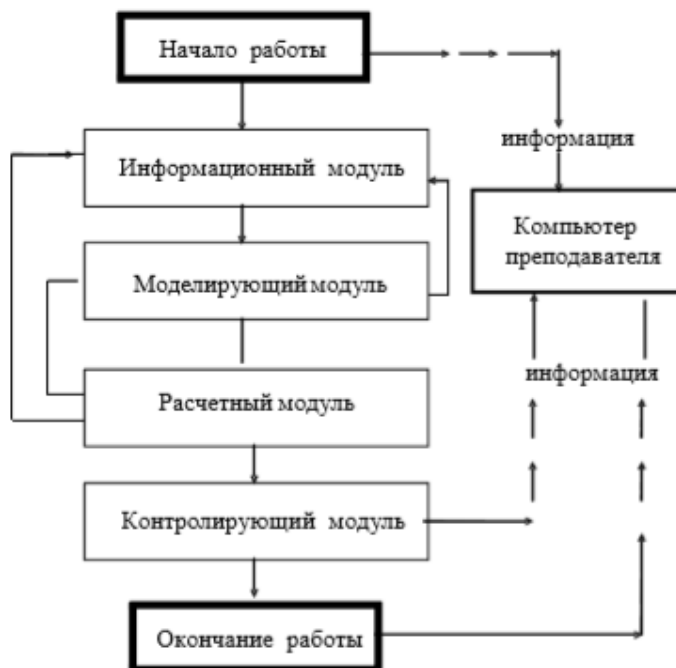 Начало работы
информация
Информационный модуль
Компьютер
преподавателя
Моделирующий модуль
информация
Расчетный модуль
Контролирующий модуль
Окончание работы